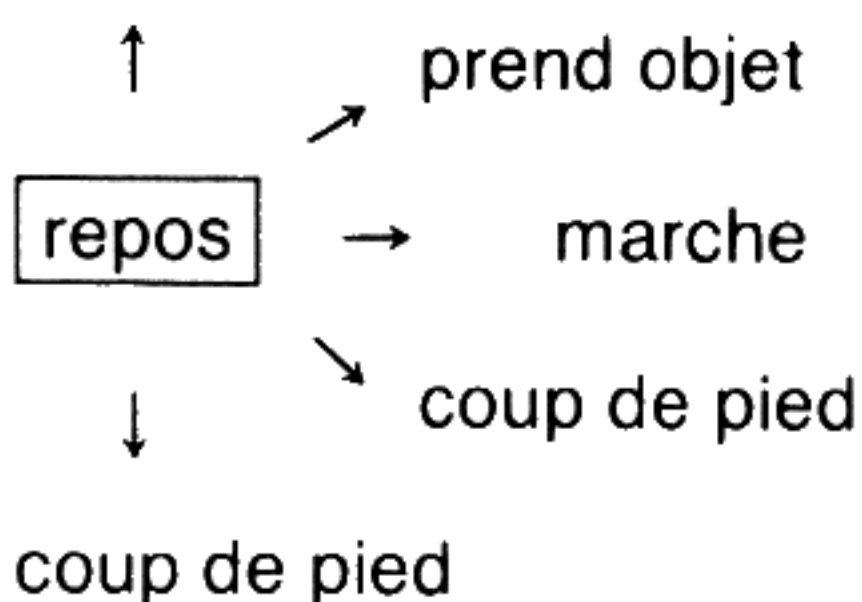 prend objet
repos
marche
coup de pied
coup de pied